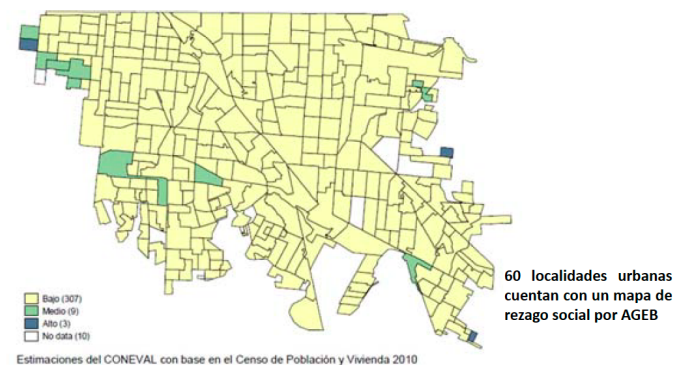 60 localidades urbanas
cuentan con un mapa de
rezago social por AGEB
Bajo (307)
Medio (9)
Alto (3)
No data (10)
Estimaciones del CONEVAL con base en el Censo de Población y Vivienda 2010